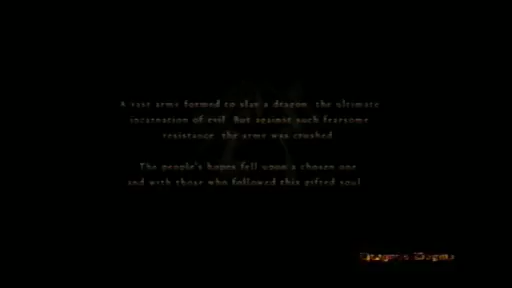 A vast army formed to slay a dragon, the ultimate
incarnation of evil. But against such fearsome
resistance, the army was crushed.
The people's hopes fell upon a chosen one
and with those who followed this gifted soul.
Dragon's Dogma